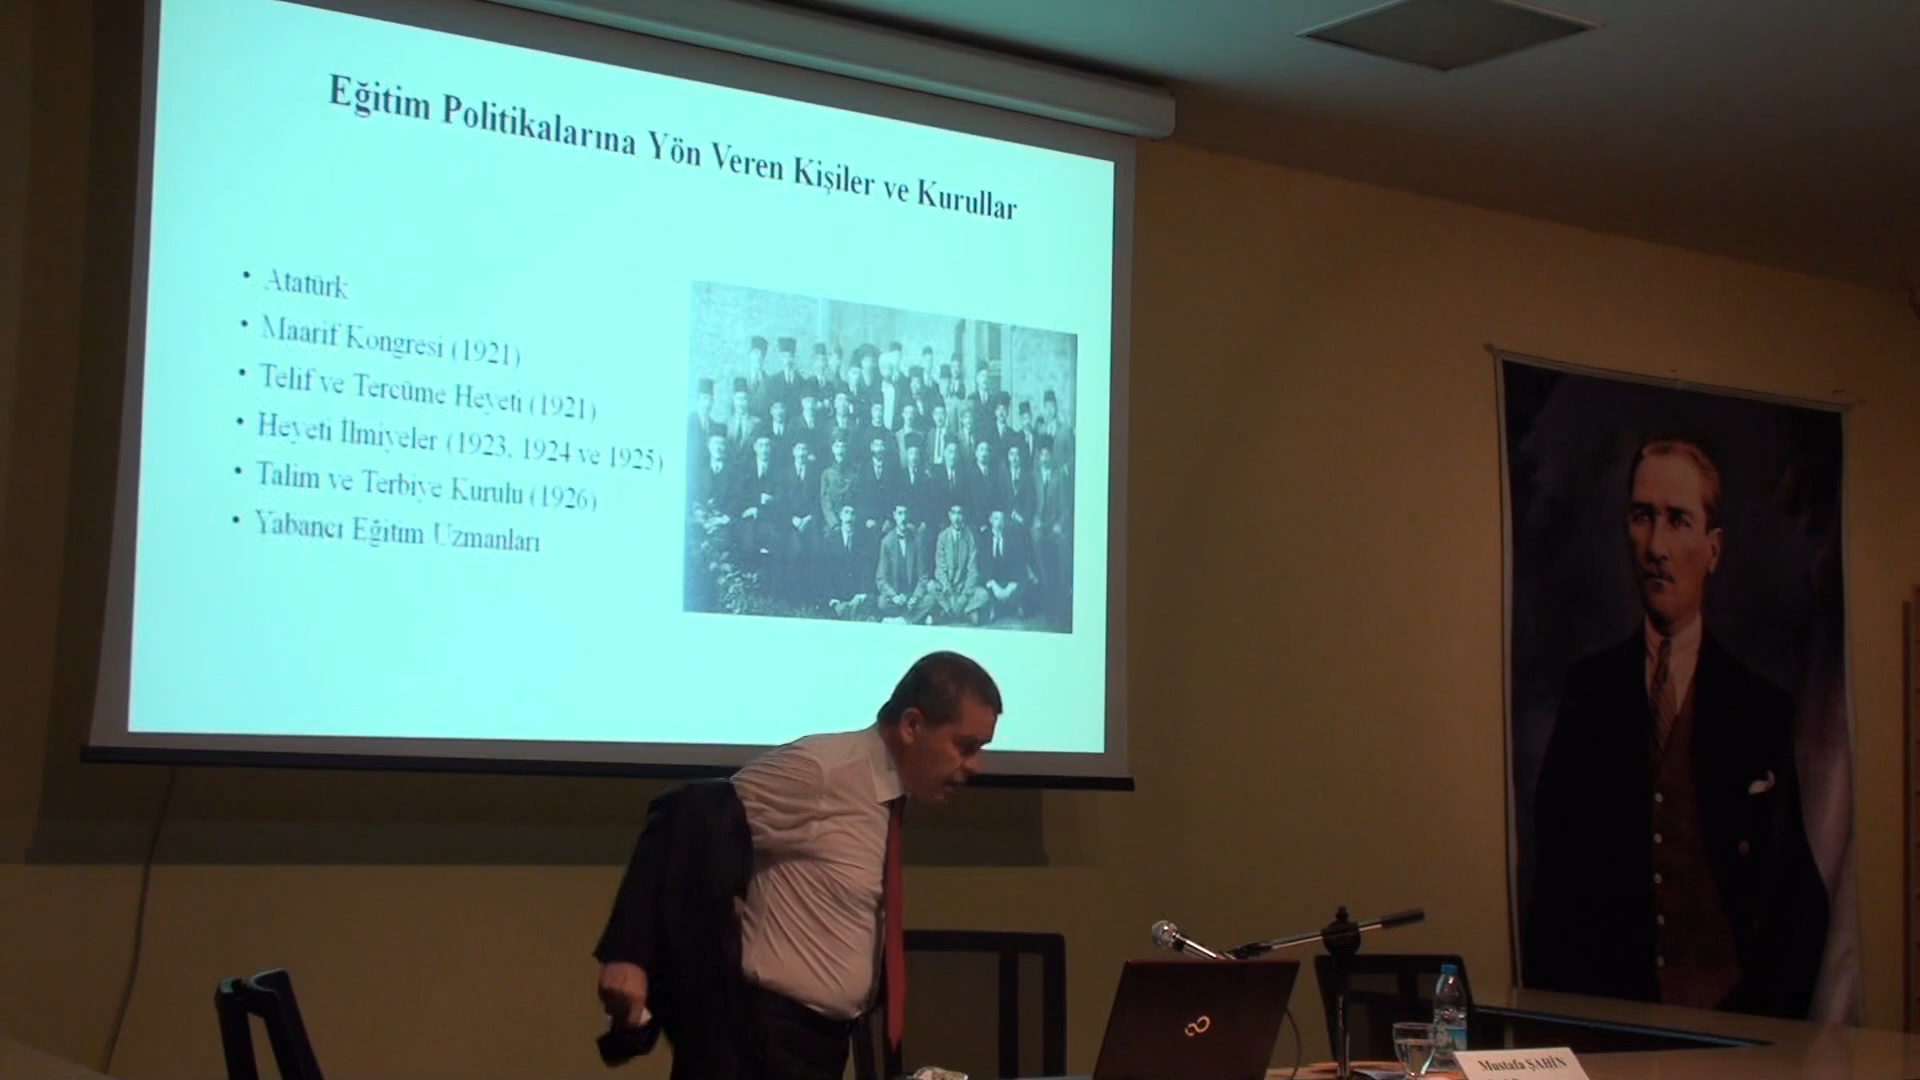 Eğitim Politikalarına Yön Veren Kişiler ve Kurullar
• Atatürk
• Maarif Kongresi (1921)
• Telif ve Tercüme Heyeti (1921)
• Heyeti İlmiyeler (1923, 1924 ve 1925)
• Talim ve Terbiye Kurulu (1926)
• Yabancı Eğitim Uzmanları
Mustafa ŞAHİN